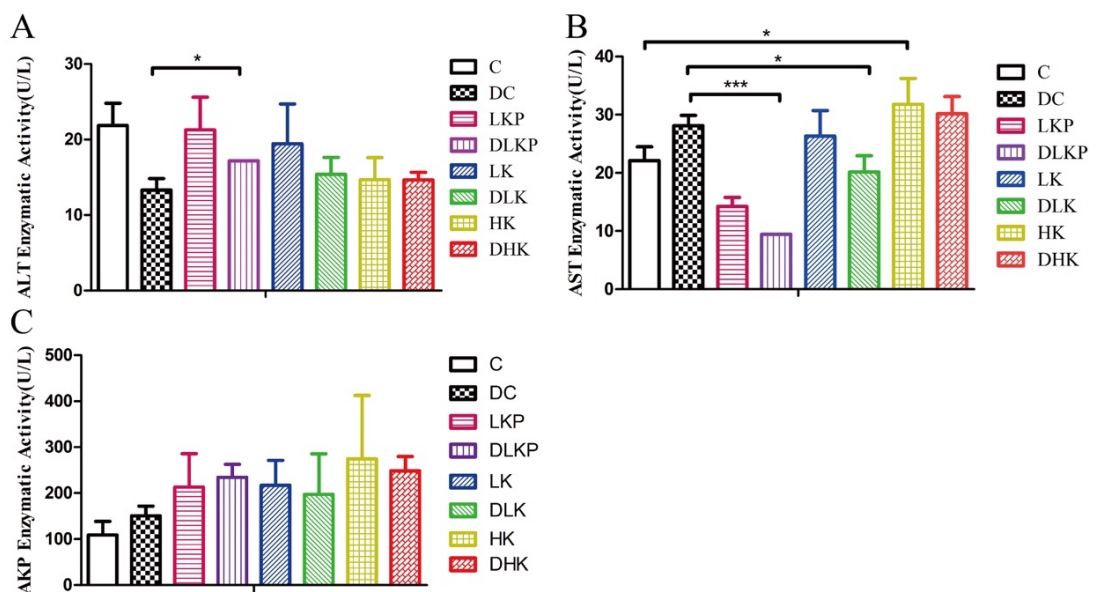 A
ALT Enzymatic Activity(U/L)
30
20
10
0
*
C
DC
LKP
DLKP
LK
DLK
HK
DHK
B
AST Enzymatic Activity(U/L)
40
30
20
10
0
*
*
***
C
DC
LKP
DLKP
LK
DLK
HK
DHK
C
AKP Enzymatic Activity(U/L)
500
400
300
200
100
0
C
DC
LKP
DLKP
LK
DLK
HK
DHK